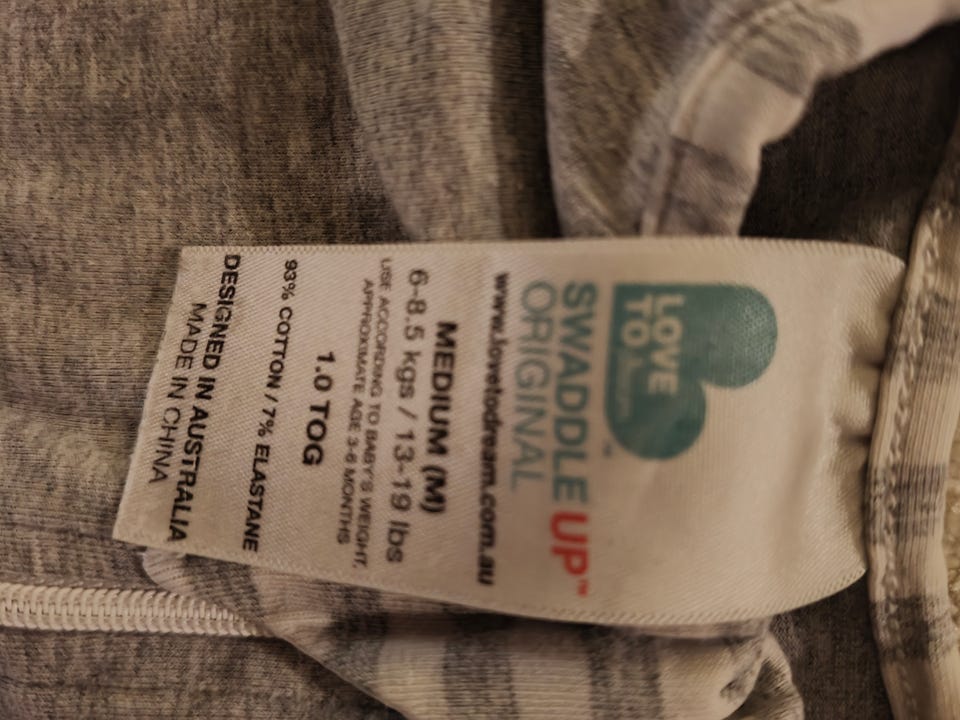 LOVE
TO
SWADDLE UP™
ORIGINAL
www.lovetodream.com.au
MEDIUM (M)
6-8.5 kgs / 13-19 lbs
USE ACCORDING TO BABY'S WEIGHT,
APPROXIMATE AGE 3-6 MONTHS
1.0 TOG
93% COTTON / 7% ELASTANE
DESIGNED IN AUSTRALIA
MADE IN CHINA